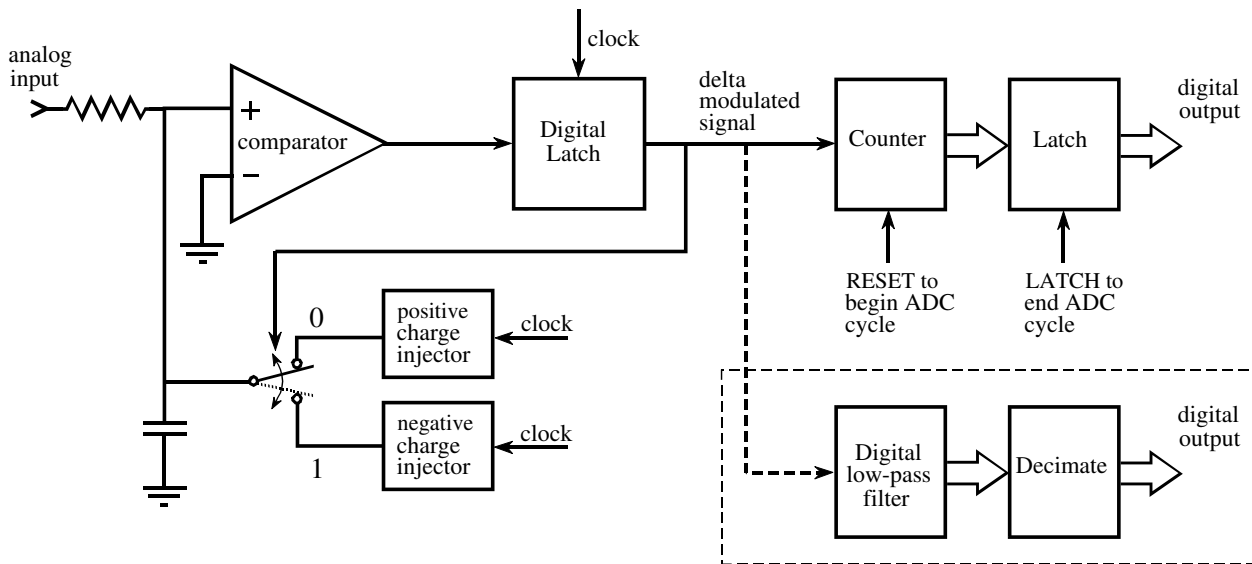 analog
input
clock
+
comparator
−
Digital
Latch
delta
modulated
signal
Counter
Latch
digital
output
RESET to
begin ADC
cycle
LATCH to
end ADC
cycle
0
positive
charge
injector
clock
1
negative
charge
injector
clock
Digital
low-pass
filter
Decimate
digital
output